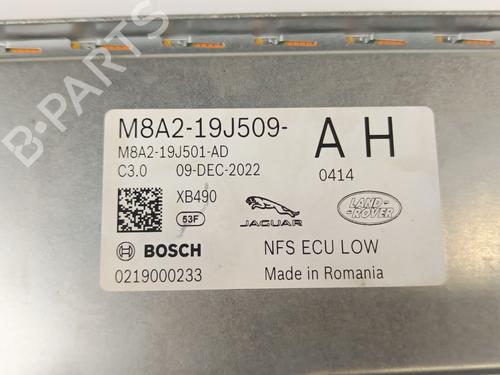 M8A2-19J509- A H
M8A2-19J501-AD
C3.0 09-DEC-2022 0414
XB490
53F
JAGUAR
LAND-
ROVER
BOSCH NFS ECU LOW
0219000233 Made in Romania
B-PARTS